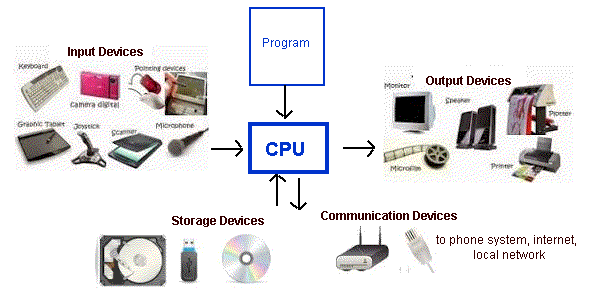 Program
Input Devices
Keyboard
Camera digital
Pointing devices
Graphic Tablet
Joystick
Scanner
Microphone
CPU
Output Devices
Monitor
Speaker
Plotter
Microfilm
Printer
Storage Devices
Communication Devices
to phone system, internet,
local network